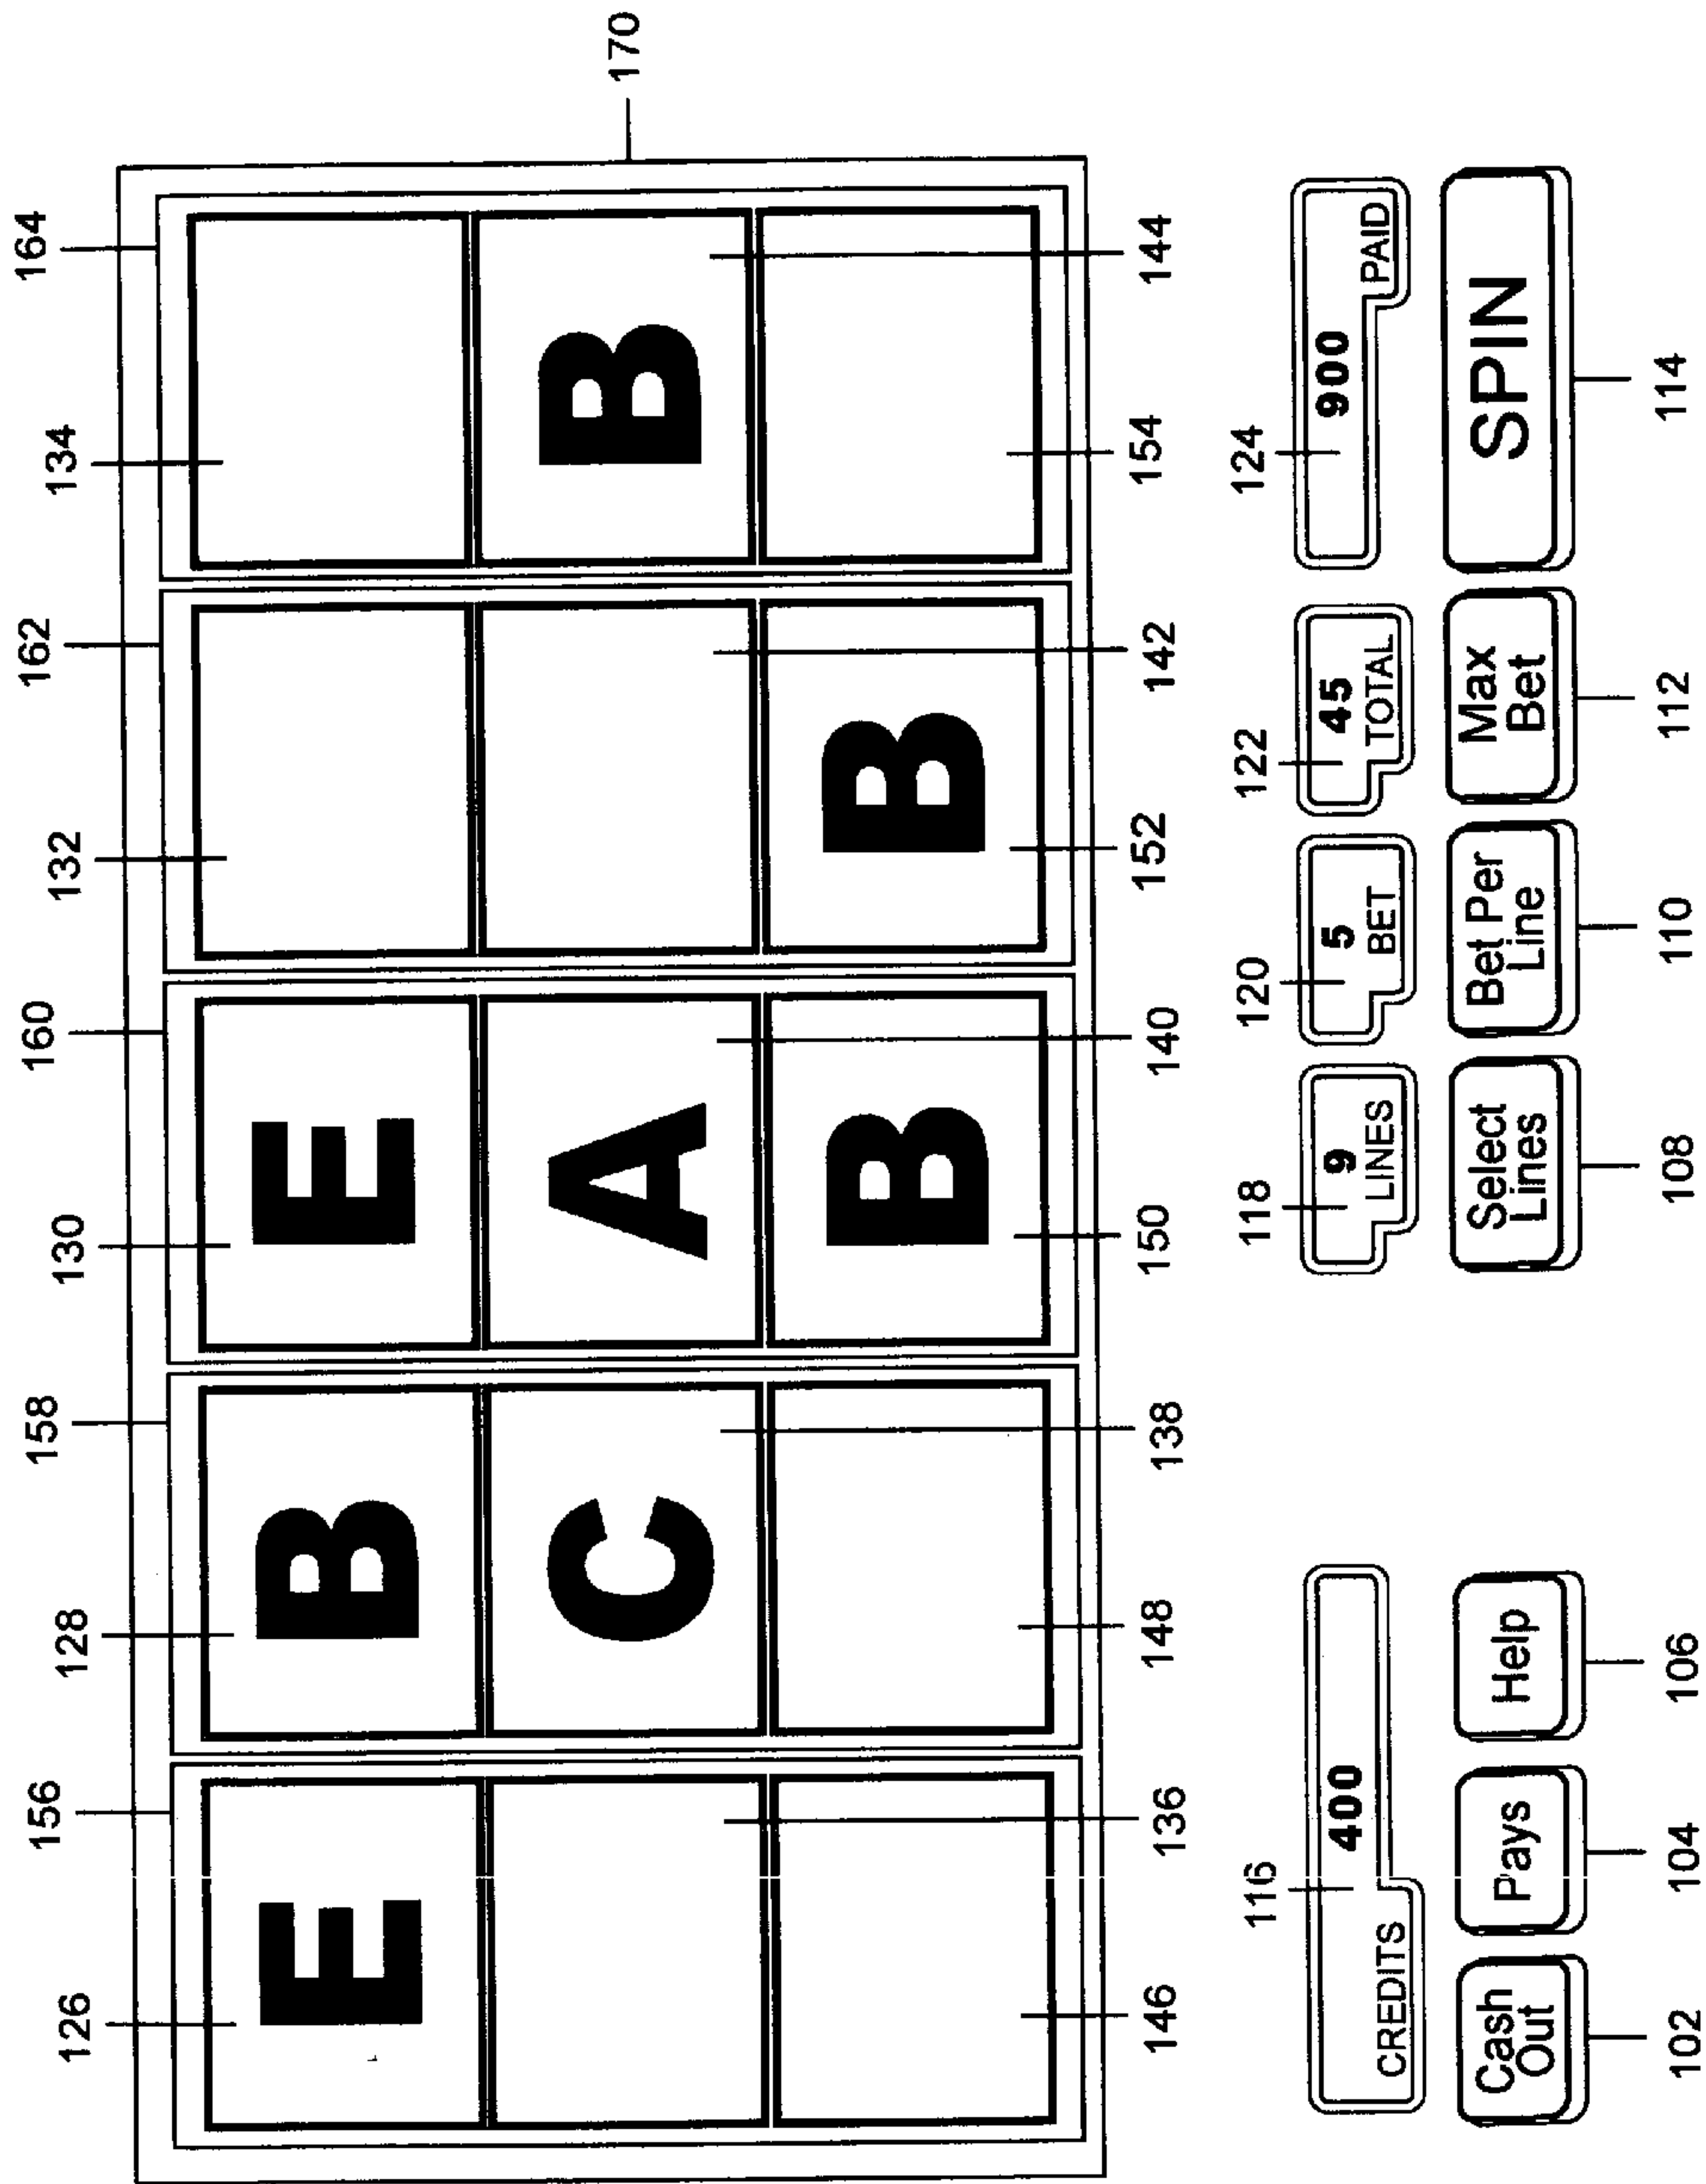 156 158 160 162 164
126 128 130 132 134
170
E B E
C A B
B B
136 138 140 142 144
146 148 150 152 154
116 118 120 122 124
400 9 5 45 900
CREDITS LINES BET TOTAL PAID
Cash Out
Pays
Help
Select Lines
Bet Per Line
Max Bet
SPIN
102 104 106 108 110 112 114